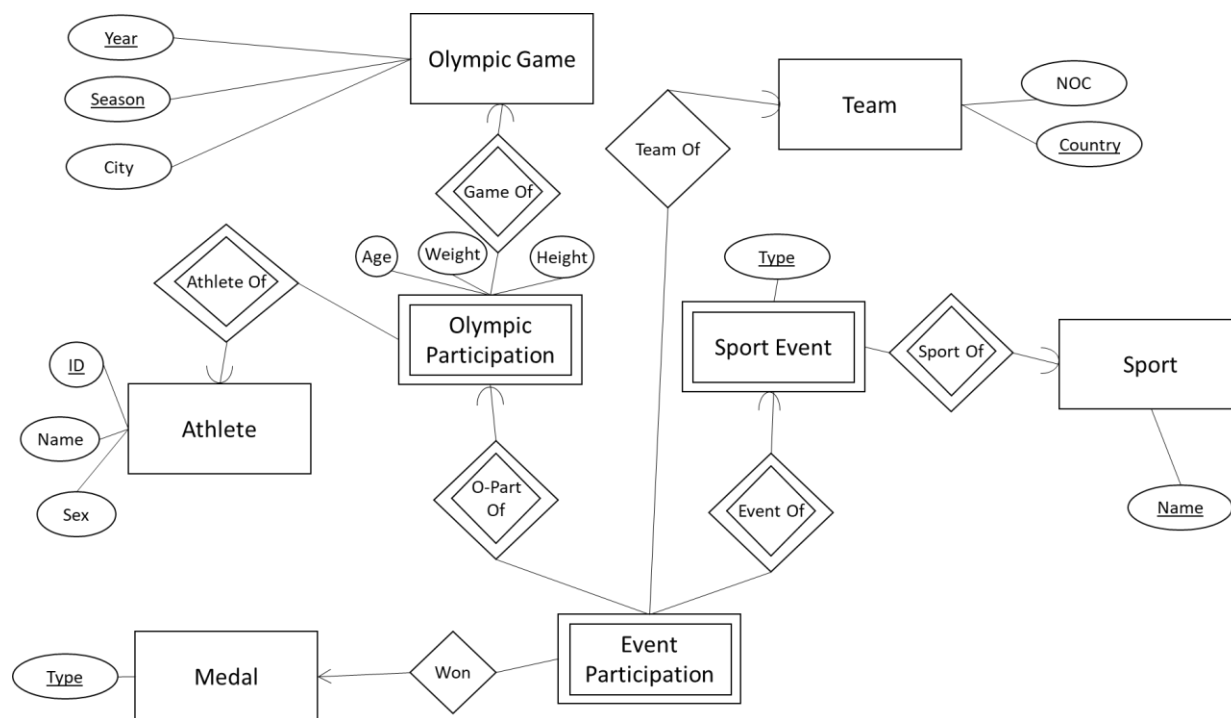 Year
Olympic Game
Season
City
Team
NOC
Country
Team Of
Game Of
Age
Weight
Height
Athlete Of
Type
Olympic
Participation
Sport Event
Sport Of
Sport
ID
Name
Athlete
Sex
O-Part
Of
Event Of
Name
Type
Medal
Won
Event
Participation